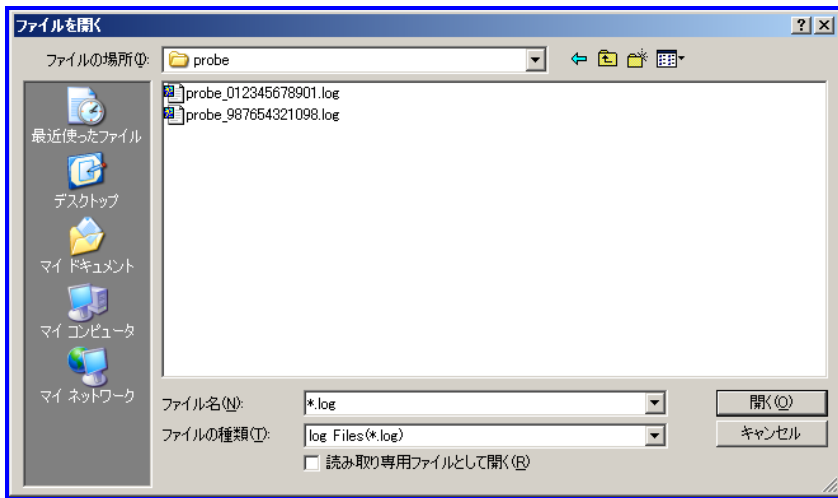 ファイルを開く
ファイルの場所(I):
probe
最近使ったファイル
デスクトップ
マイ ドキュメント
マイ コンピュータ
マイ ネットワーク
probe_012345678901.log
probe_987654321098.log
ファイル名(N):
*.log
開く(O)
ファイルの種類(T):
log Files(*.log)
キャンセル
読み取り専用ファイルとして開く(R)